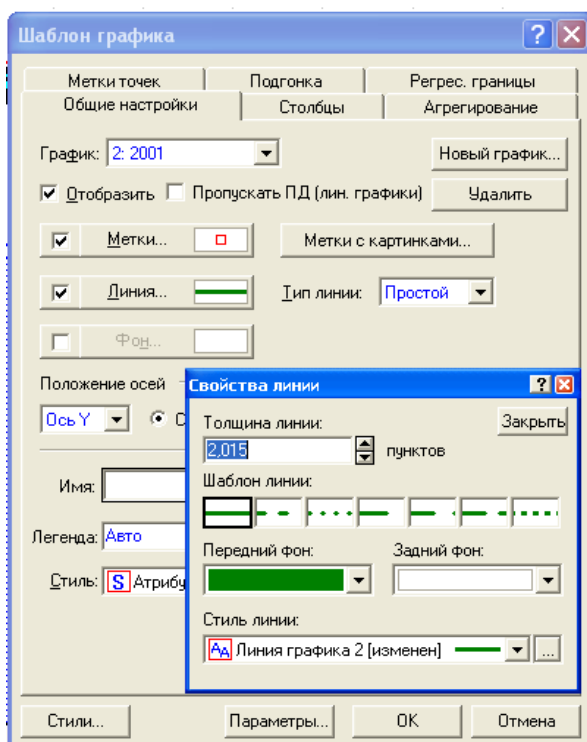 Шаблон графика
Метки точек Подгонка Регрес. границы
Общие настройки Столбцы Агрегирование
График: 2: 2001 Новый график...
Отобразить Пропускать ПД (лин. графики) Удалить
Метки... Метки с картинками...
Линия... Тип линии: Простой
Фон...
Положение осей
Ось Y С
Имя:
Легенда: Авто
Стиль: S Атрибу
Свойства линии
Толщина линии: Закрыть
2,015 пунктов
Шаблон линии:
Передний фон: Задний фон:
Стиль линии:
AA Линия графика 2 [изменен] ...
Стили... Параметры... OK Отмена